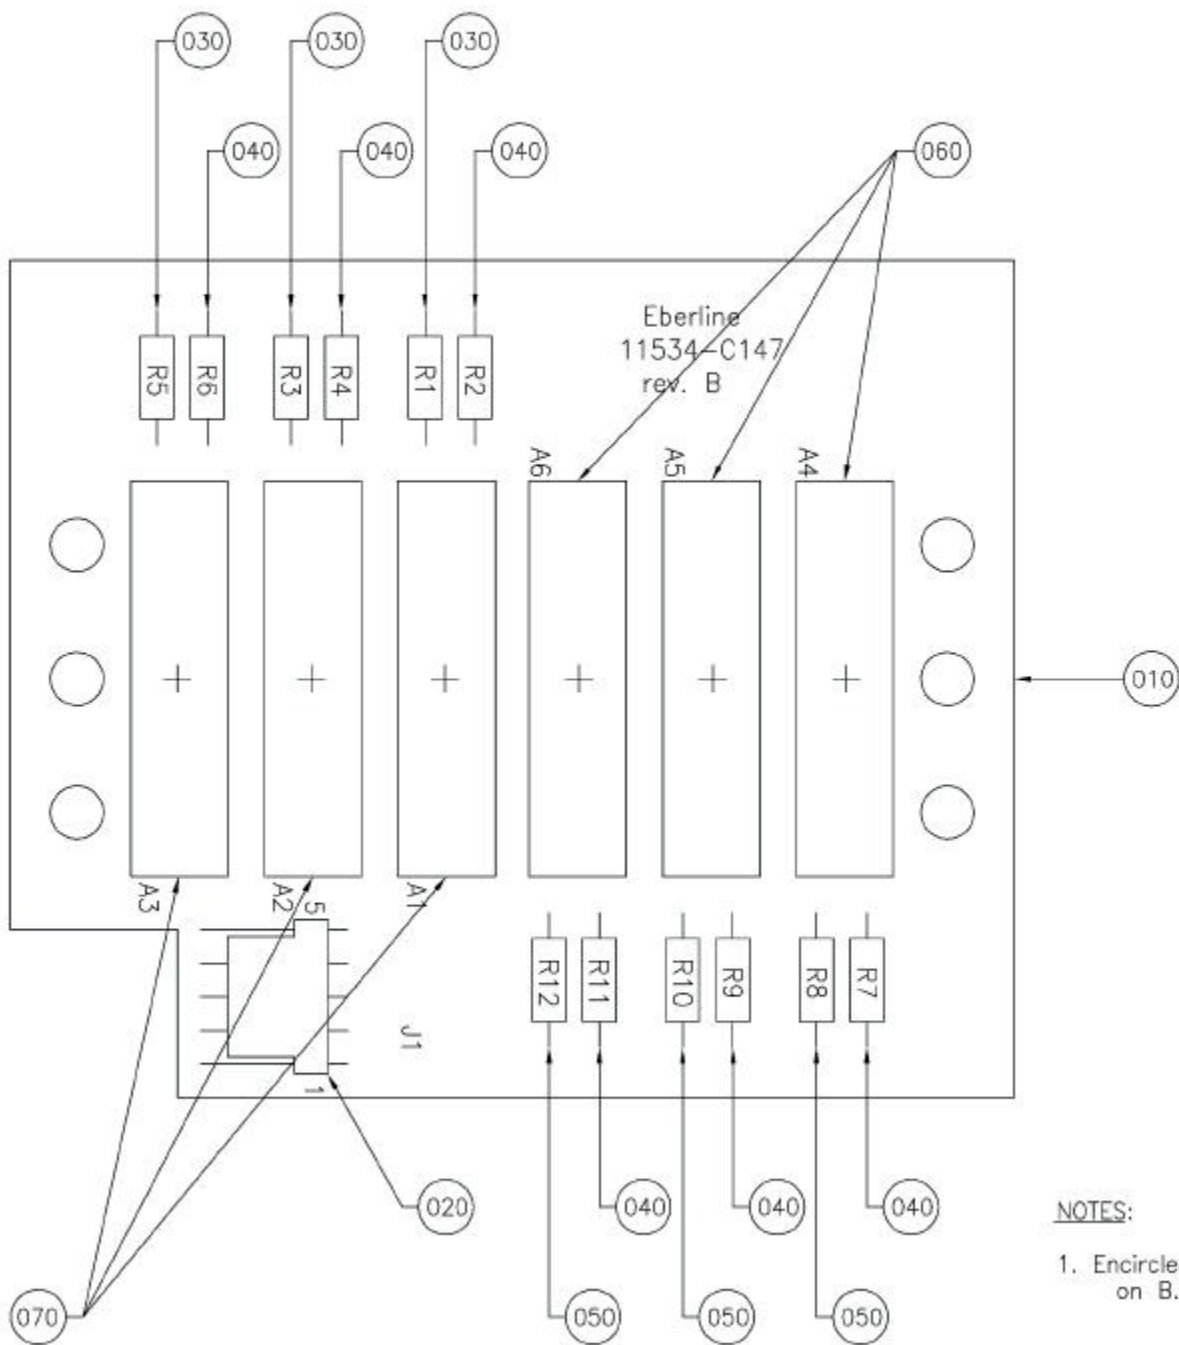 030 030 030
040 040 040 060
Eberline
11534-C147
rev. B
R5 R6 R3 R4 R1 R2
A6 A5 A4
010
A3 A2 A1
5
R12 R11 R10 R9 R8 R7
J1
1
020 040 040 040
NOTES:
1. Encircle
on B.
070 050 050 050